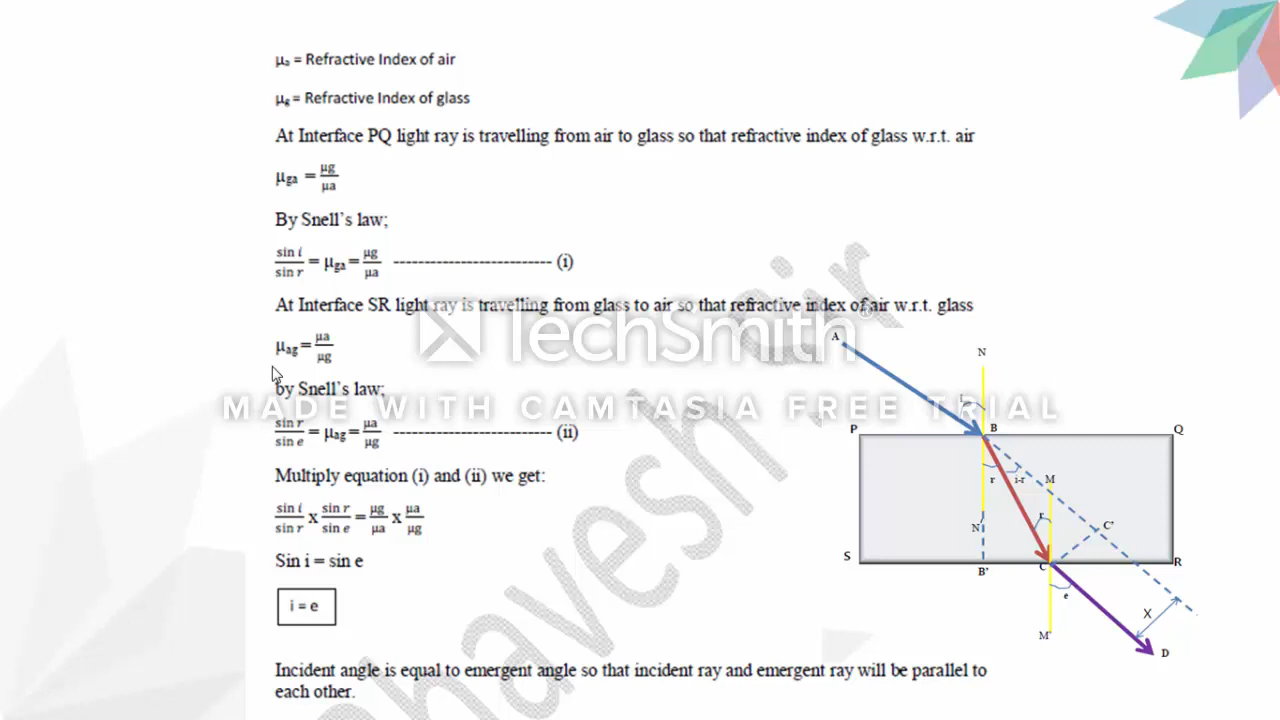 μa = Refractive Index of air
μg = Refractive Index of glass
At Interface PQ light ray is travelling from air to glass so that refractive index of glass w.r.t. air
μga = μg/μa
By Snell's law;
sin i/sin r = μga = μg/μa -------------------------- (i)
At Interface SR light ray is travelling from glass to air so that refractive index of air w.r.t. glass
μag = μa/μg
by Snell's law;
sin r/sin e = μag = μa/μg -------------------------- (ii)
Multiply equation (i) and (ii) we get:
sin i/sin r x sin r/sin e = μg/μa x μa/μg
Sin i = sin e
i = e
Incident angle is equal to emergent angle so that incident ray and emergent ray will be parallel to
each other.
A
N
i
P
B
Q
r
i-r
M
r
N'
C'
S
B'
C
R
e
X
M'
D
TechSmith
MADE WITH CAMTASIA FREE TRIAL
bhavesh Sir